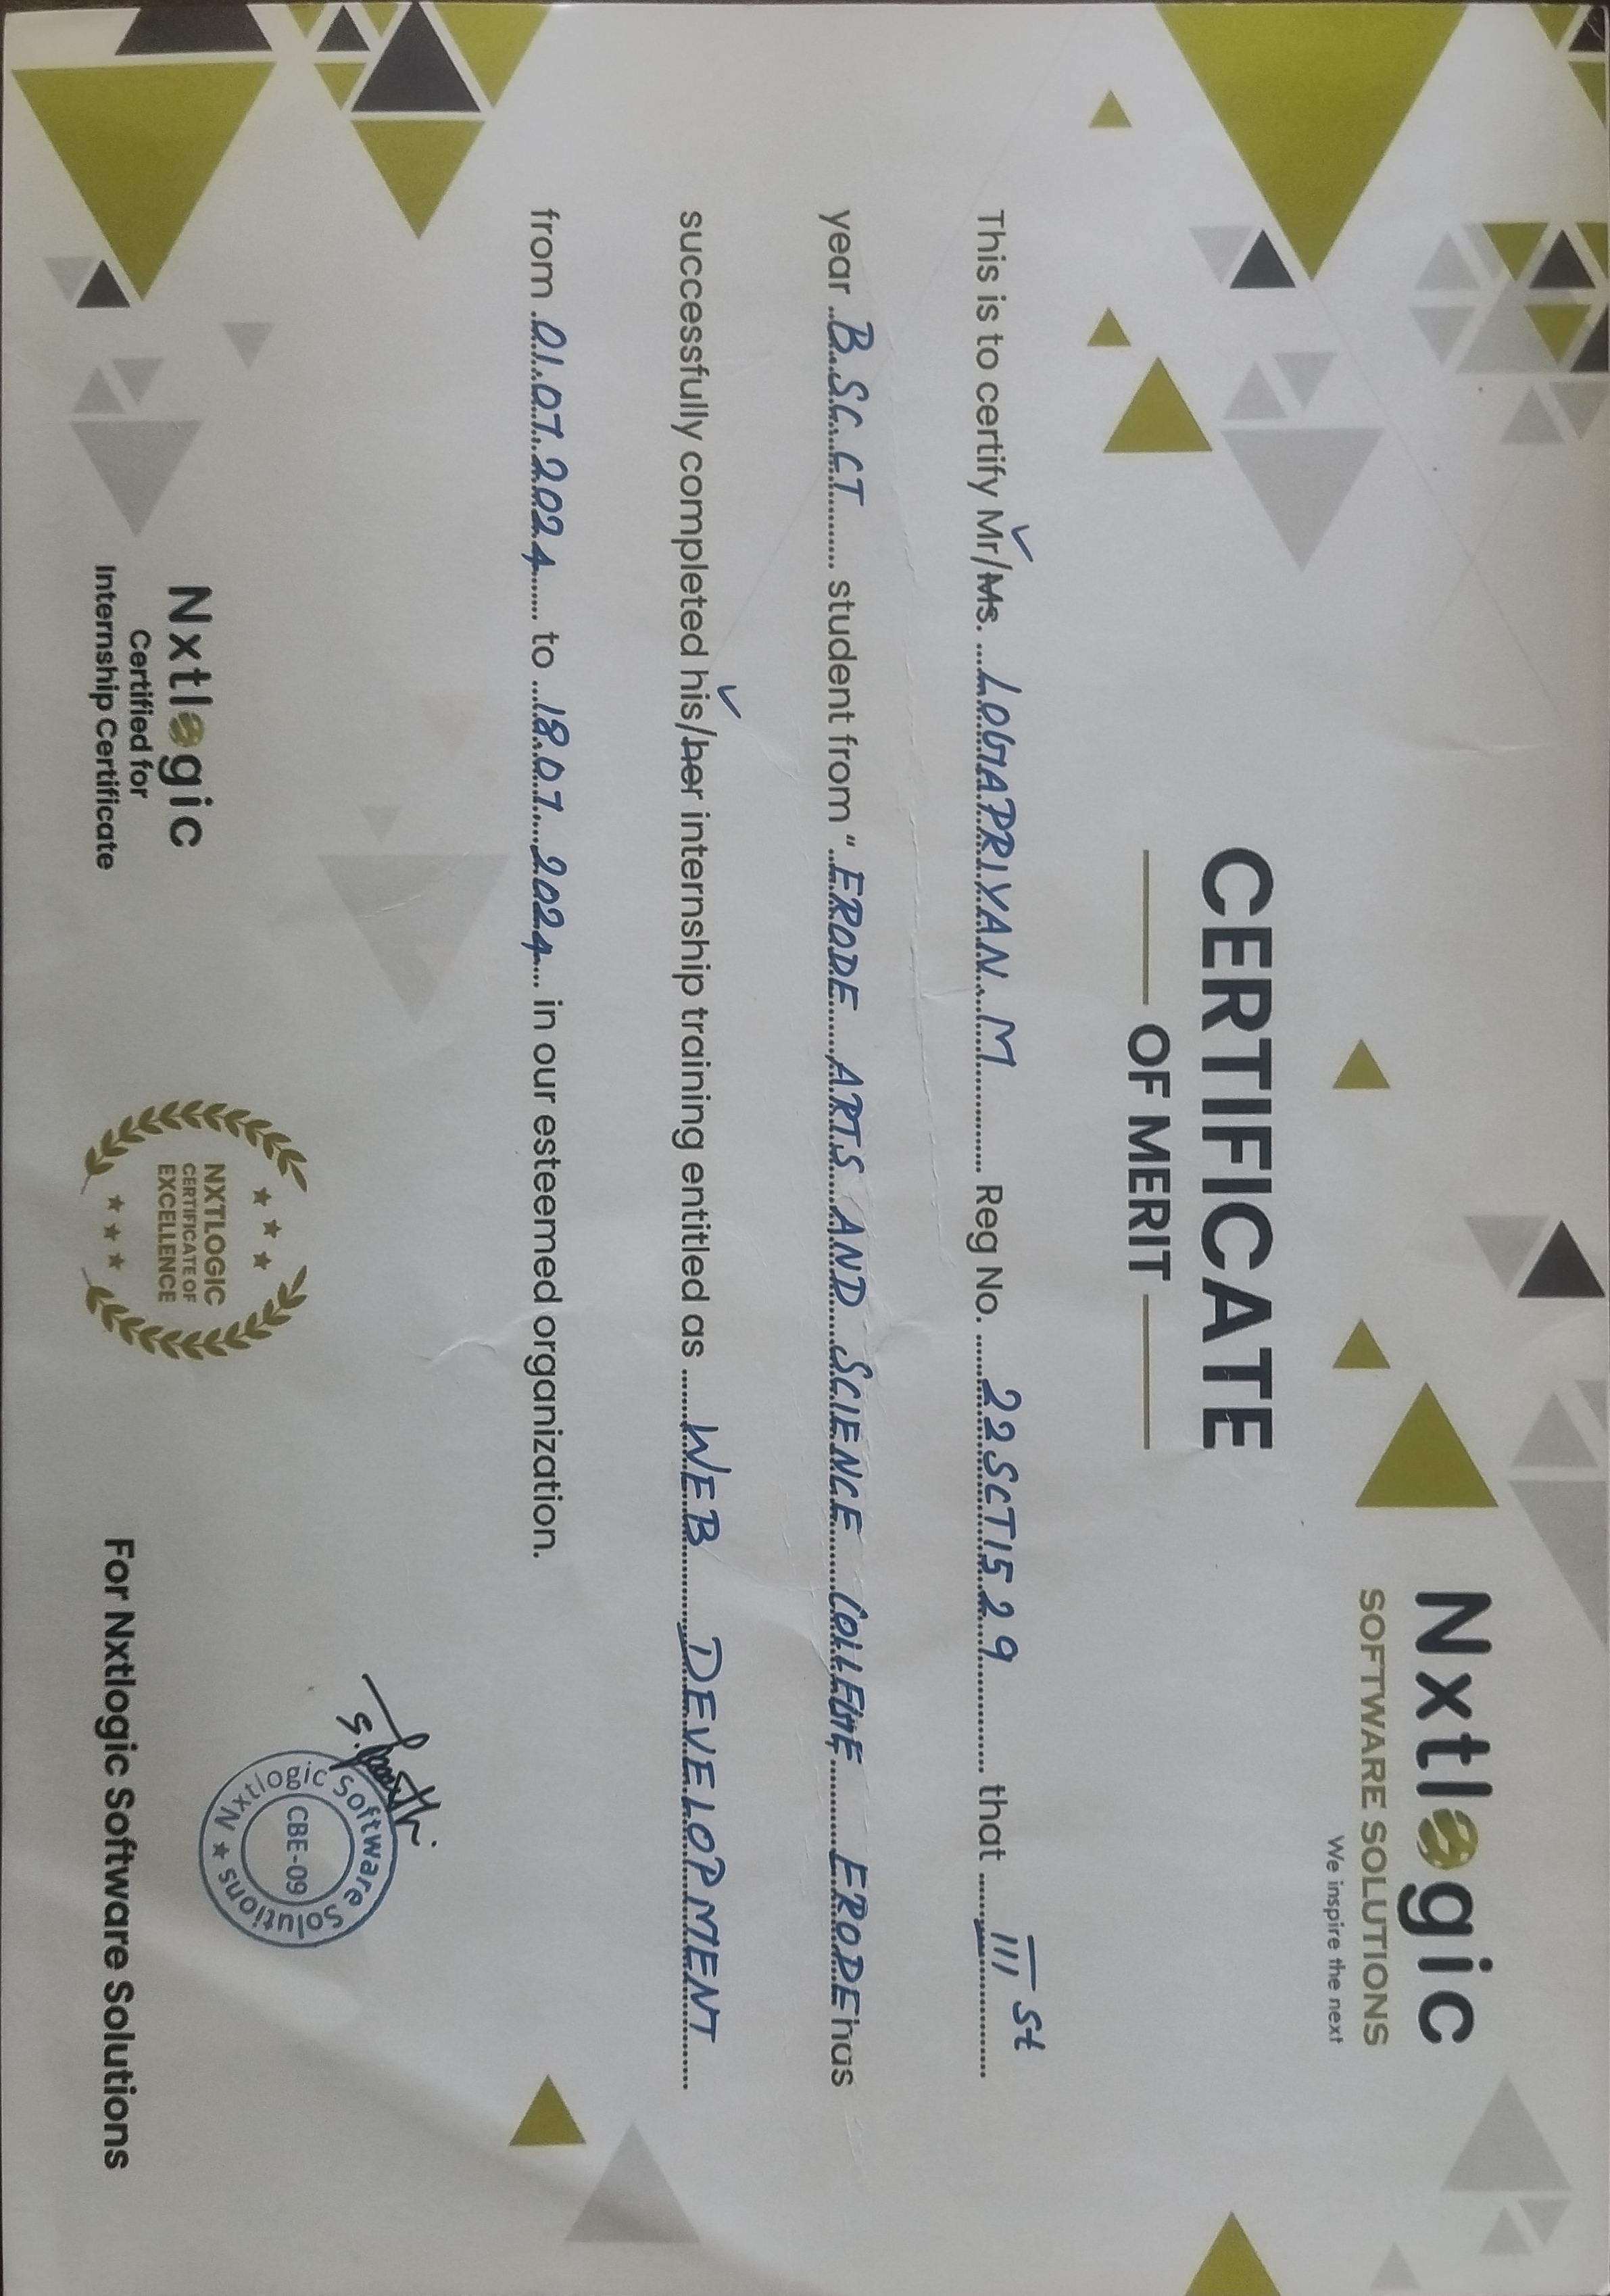 Nxtlogic
SOFTWARE SOLUTIONS
We inspire the next
CERTIFICATE
OF MERIT
This is to certify Mr/Ms. LOGAPRIYAN. M Reg No. 22SCT1529 that III st
year B.SC. CT student from “ ERODE ARTS AND SCIENCE COLLEGE ERODE has
successfully completed his/her internship training entitled as WEB DEVELOPMENT
from 01.07.2024 to 18.07.2024 in our esteemed organization.
Nxtlogic Software Solutions ★
CBE-09
Nxtlogic
Certified for
Internship Certificate
NXTLOGIC
CERTIFICATE OF
EXCELLENCE
For Nxtlogic Software Solutions